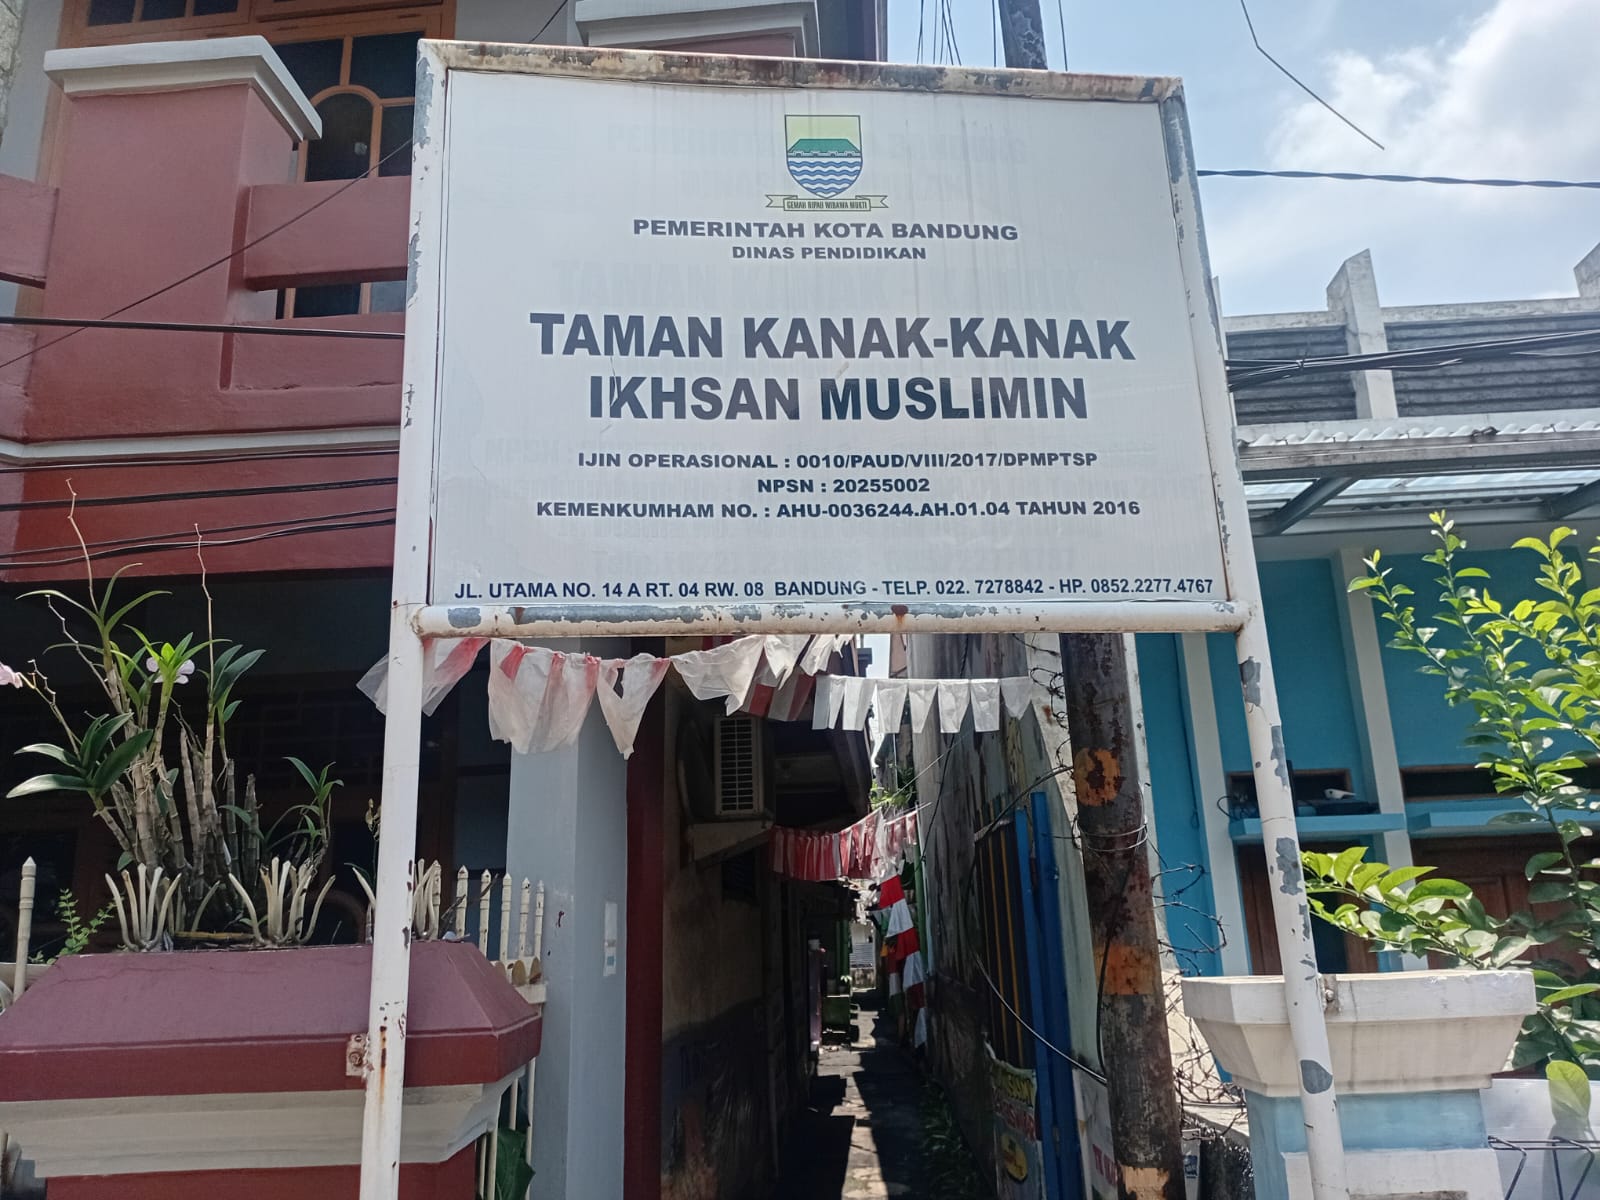 GEMAH RIPAH WIBAWA MUKTI
PEMERINTAH KOTA BANDUNG
DINAS PENDIDIKAN
TAMAN KANAK-KANAK
IKHSAN MUSLIMIN
IJIN OPERASIONAL : 0010/PAUD/VIII/2017/DPMPTSP
NPSN : 20255002
KEMENKUMHAM NO. : AHU-0036244.AH.01.04 TAHUN 2016
JL. UTAMA NO. 14 A RT. 04 RW. 08 BANDUNG - TELP. 022. 7278842 - HP. 0852.2277.4767